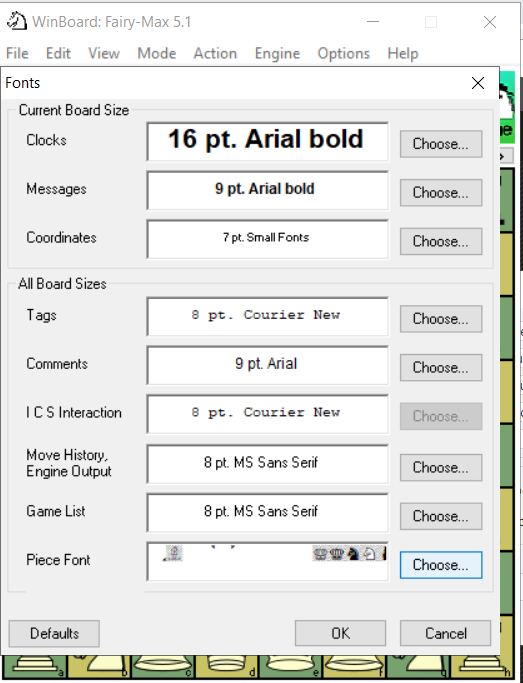 WinBoard: Fairy-Max 5.1
File Edit View Mode Action Engine Options Help
Fonts
Current Board Size
Clocks
16 pt. Arial bold
Choose...
Messages
9 pt. Arial bold
Choose...
Coordinates
7 pt. Small Fonts
Choose...
All Board Sizes
Tags
8 pt. Courier New
Choose...
Comments
9 pt. Arial
Choose...
I C S Interaction
8 pt. Courier New
Choose...
Move History,
Engine Output
8 pt. MS Sans Serif
Choose...
Game List
8 pt. MS Sans Serif
Choose...
Piece Font
Choose...
Defaults
OK
Cancel
a b c d e f g h